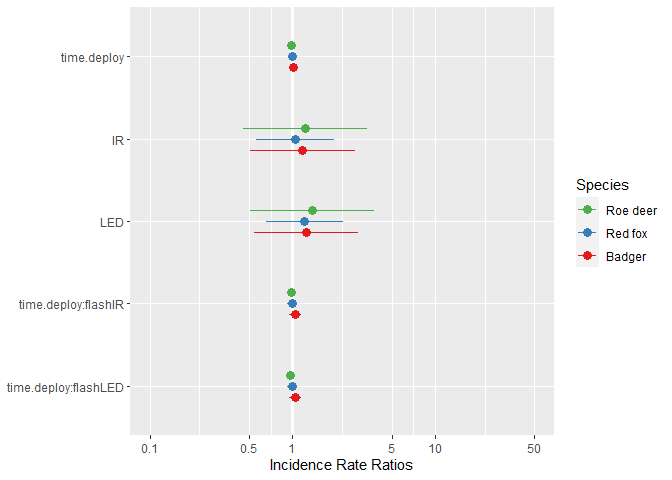 time.deploy
IR
LED
time.deploy:flashIR
time.deploy:flashLED
0.1 0.5 1 5 10 50
Incidence Rate Ratios
Species
Roe deer
Red fox
Badger